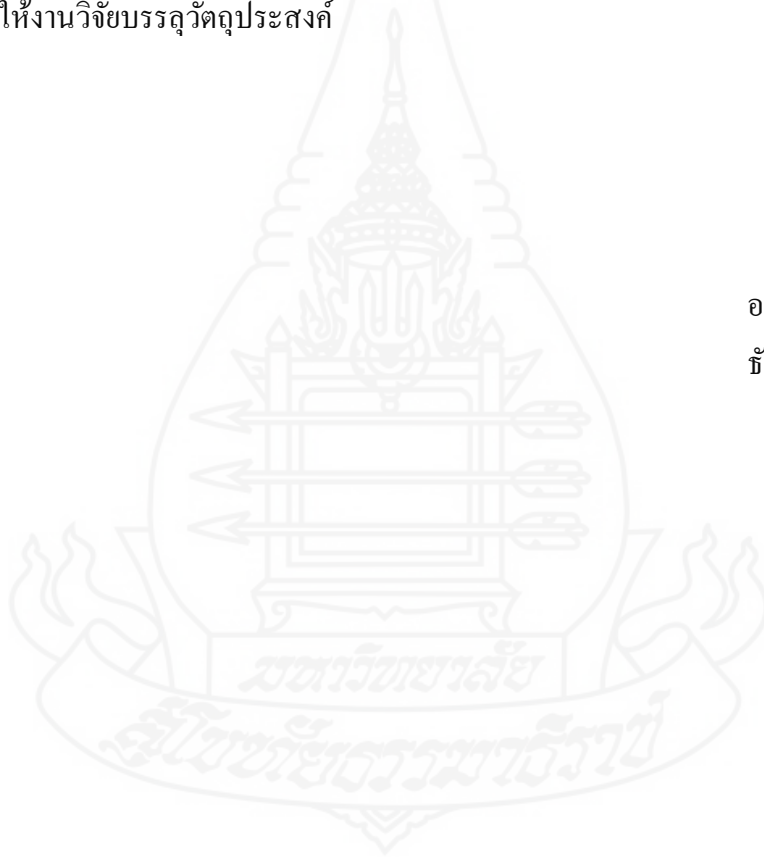 ให้งานวิจัยบรรลุวัตถุประสงค์
อ
ธั
มหาวิทยาลัย
สุโขทัยธรรมาธิราช